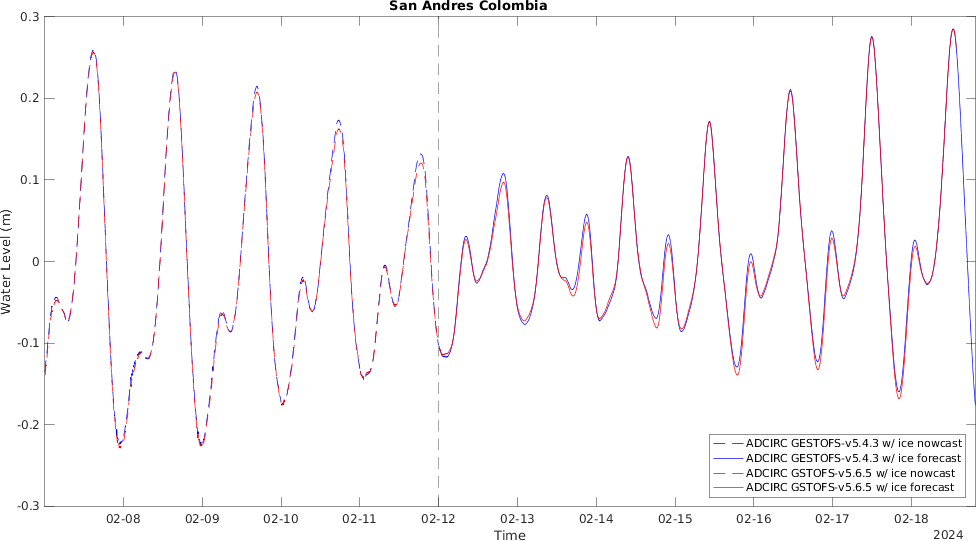 San Andres Colombia
0.3
0.2
0.1
0
-0.1
-0.2
-0.3
Water Level (m)
02-08 02-09 02-10 02-11 02-12 02-13 02-14 02-15 02-16 02-17 02-18
Time
2024
ADCIRC GESTOFS-v5.4.3 w/ ice nowcast
ADCIRC GESTOFS-v5.4.3 w/ ice forecast
ADCIRC GSTOFS-v5.6.5 w/ ice nowcast
ADCIRC GSTOFS-v5.6.5 w/ ice forecast